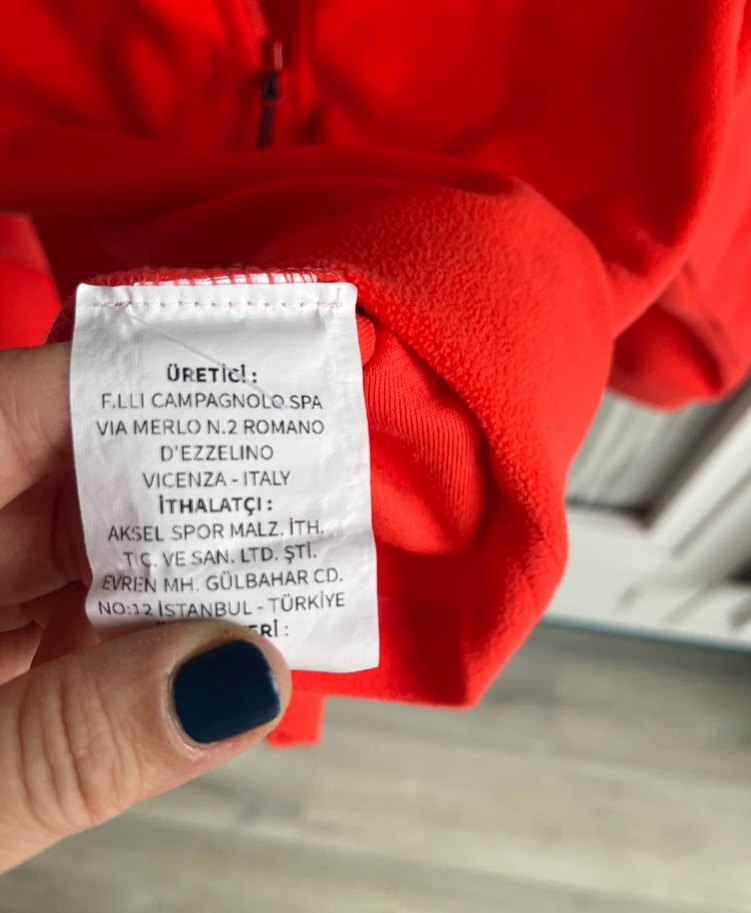 ÜRETİCİ :
F.LLI CAMPAGNOLO SPA
VIA MERLO N.2 ROMANO
D'EZZELINO
VICENZA - ITALY
İTHALATÇI :
AKSEL SPOR MALZ. İTH.
TİC. VE SAN. LTD. ŞTİ.
EVREN MH. GÜLBAHAR CD.
NO:12 İSTANBUL - TÜRKİYE